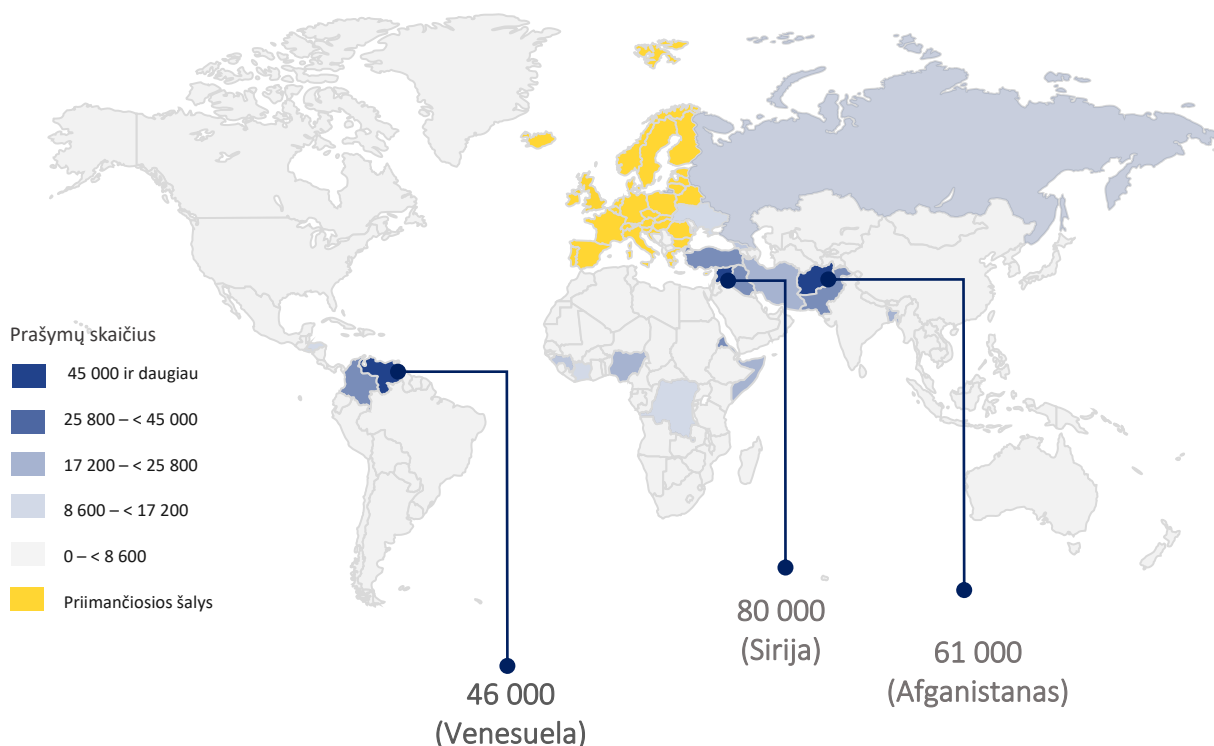 Prašymų skaičius
45 000 ir daugiau
25 800 – < 45 000
17 200 – < 25 800
8 600 – < 17 200
0 – < 8 600
Priimančiosios šalys
46 000
(Venesuela)
80 000
(Sirija)
61 000
(Afganistanas)